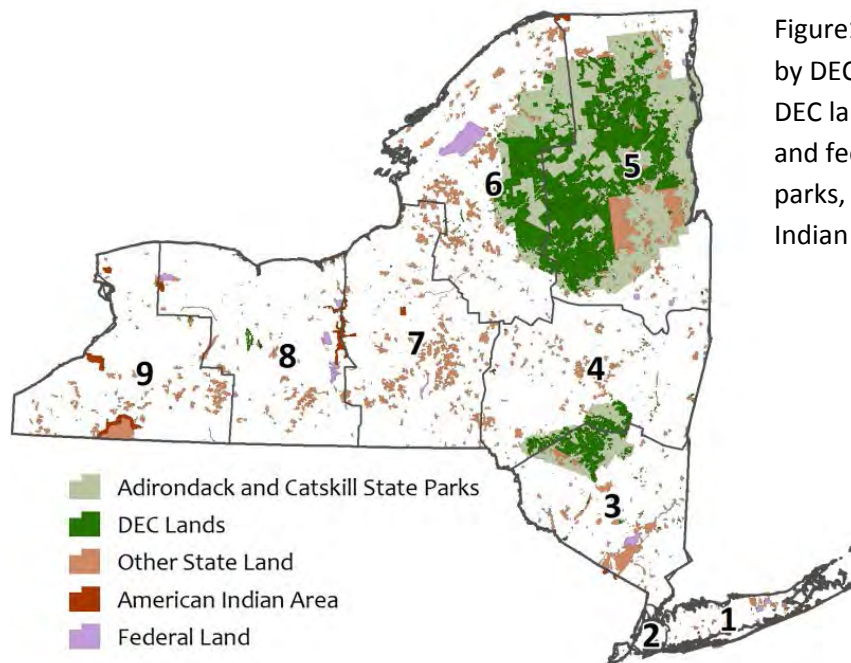 Figure
by DEC
DEC la
and fe
parks,
Indian
5
6
7
8
9
4
3
2
1
Adirondack and Catskill State Parks
DEC Lands
Other State Land
American Indian Area
Federal Land